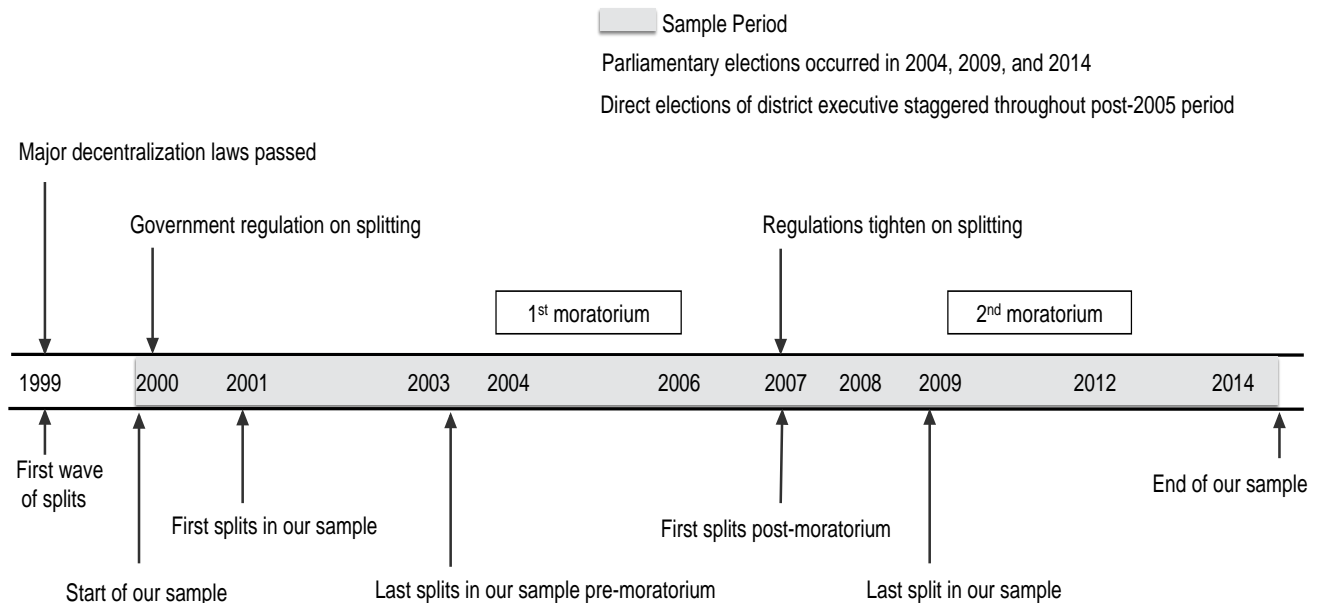 Sample Period
Parliamentary elections occurred in 2004, 2009, and 2014
Direct elections of district executive staggered throughout post-2005 period
Major decentralization laws passed
Government regulation on splitting
Regulations tighten on splitting
1st moratorium
2nd moratorium
1999 2000 2001 2003 2004 2006 2007 2008 2009 2012 2014
First wave
of splits
End of our sample
First splits in our sample
First splits post-moratorium
Start of our sample
Last splits in our sample pre-moratorium
Last split in our sample